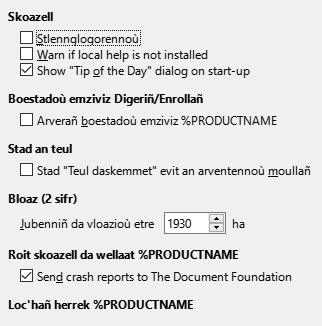 Skoazell
Stlennglogorennoù
Warn if local help is not installed
Show "Tip of the Day" dialog on start-up
Boestadoù emziviz Digeriñ/Enrollañ
Arverañ boestadoù emziviz %PRODUCTNAME
Stad an teul
Stad "Teul daskemmet" evit an arventennoù moullañ
Bloaz (2 sifr)
Jubenniñ da vloazioù etre 1930 ha
Roit skoazell da wellaat %PRODUCTNAME
Send crash reports to The Document Foundation
Loc'hañ herrek %PRODUCTNAME